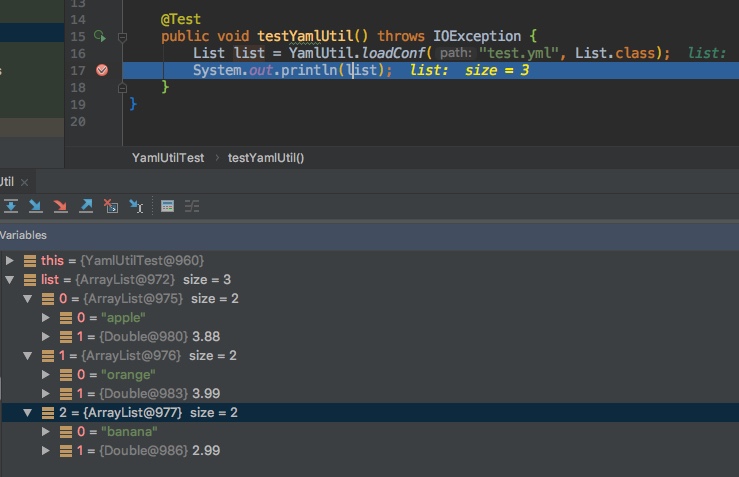 13
14 @Test
15 public void testYamlUtil() throws IOException {
16 List list = YamlUtil.loadConf( path: "test.yml", List.class); list:
17 System.out.println(list); list: size = 3
18 }
19 }
20
YamlUtilTest › testYamlUtil()
Util ×
Variables
this = {YamlUtilTest@960}
list = {ArrayList@972} size = 3
0 = {ArrayList@975} size = 2
0 = "apple"
1 = {Double@980} 3.88
1 = {ArrayList@976} size = 2
0 = "orange"
1 = {Double@983} 3.99
2 = {ArrayList@977} size = 2
0 = "banana"
1 = {Double@986} 2.99